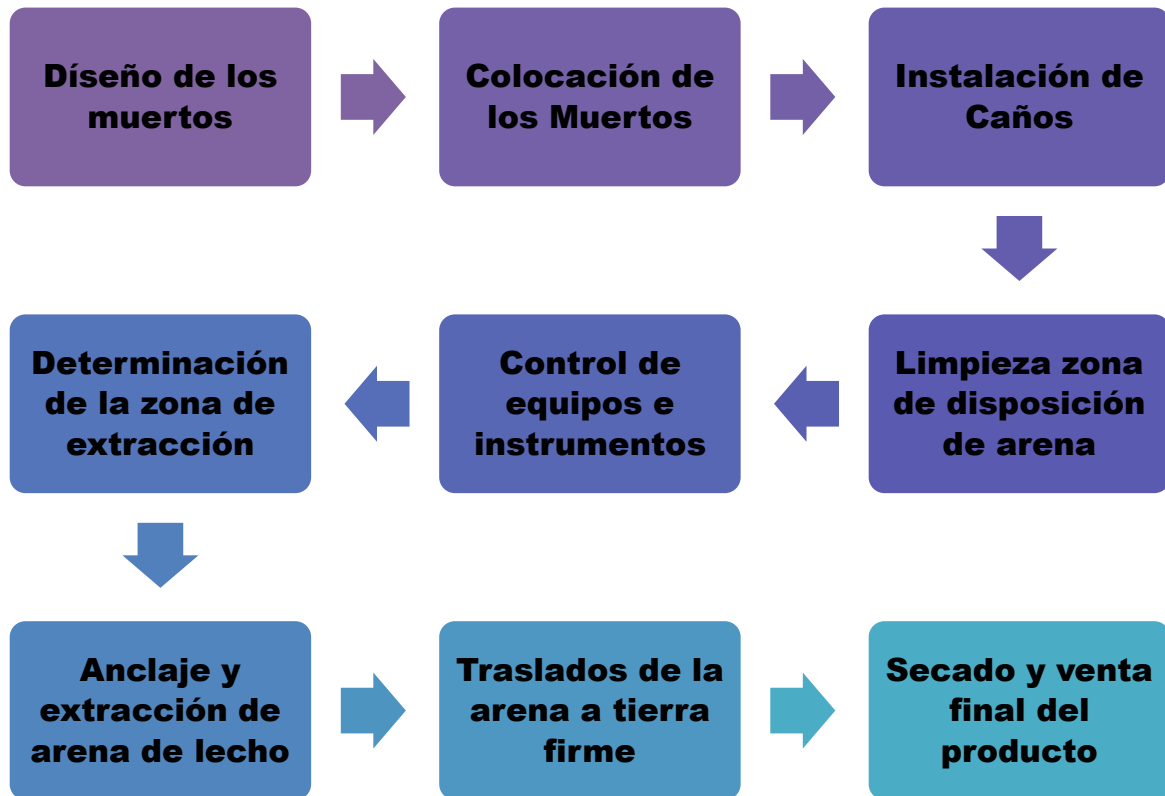 Díseño de los
muertos
Colocación de
los Muertos
Instalación de
Caños
Limpieza zona
de disposición
de arena
Control de
equipos e
instrumentos
Determinación
de la zona de
extracción
Anclaje y
extracción de
arena de lecho
Traslados de la
arena a tierra
firme
Secado y venta
final del
producto